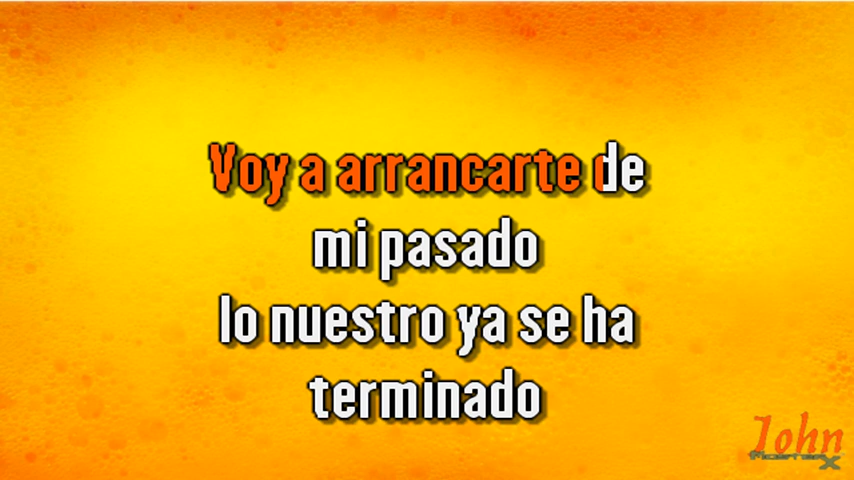 Voy a arrancarte de
mi pasado
lo nuestro ya se ha
terminado
John